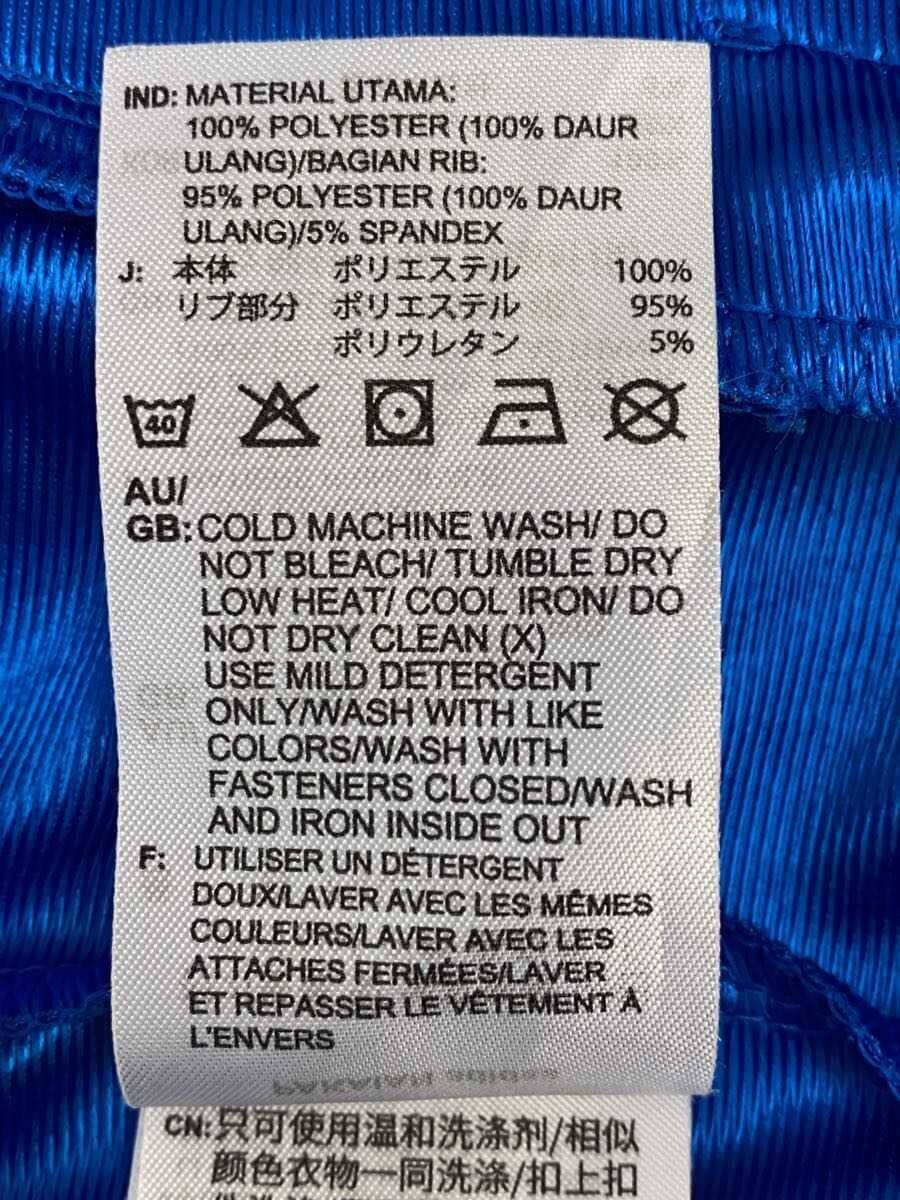 IND: MATERIAL UTAMA:
100% POLYESTER (100% DAUR
ULANG)/BAGIAN RIB:
95% POLYESTER (100% DAUR
ULANG)/5% SPANDEX
J: 本体 ポリエステル 100%
リブ部分 ポリエステル 95%
ポリウレタン 5%
40
AU/
GB: COLD MACHINE WASH/ DO
NOT BLEACH/ TUMBLE DRY
LOW HEAT/ COOL IRON/ DO
NOT DRY CLEAN (X)
USE MILD DETERGENT
ONLY/WASH WITH LIKE
COLORS/WASH WITH
FASTENERS CLOSED/WASH
AND IRON INSIDE OUT
F: UTILISER UN DÉTERGENT
DOUX/LAVER AVEC LES MÊMES
COULEURS/LAVER AVEC LES
ATTACHES FERMÉES/LAVER
ET REPASSER LE VÊTEMENT À
L'ENVERS
CN: 只可使用温和洗涤剂/相似
颜色衣物一同洗涤/扣上扣